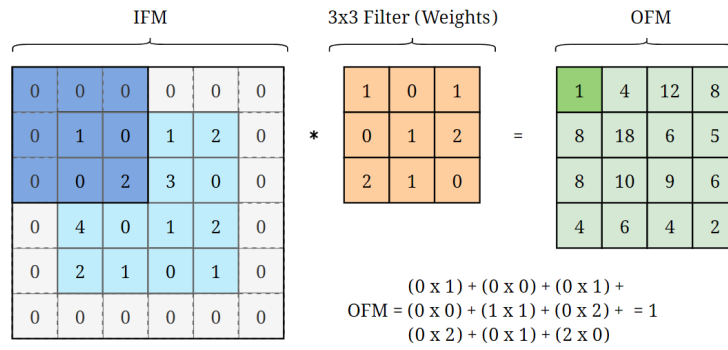 IFM 3x3 Filter (Weights) OFM
0 0 0 0 0 0 1 0 1 1 4 12 8
0 1 0 1 2 0 * 0 1 2 = 8 18 6 5
0 0 2 3 0 0 2 1 0 8 10 9 6
0 4 0 1 2 0 4 6 4 2
0 2 1 0 1 0
0 0 0 0 0 0
(0 x 1) + (0 x 0) + (0 x 1) +
OFM = (0 x 0) + (1 x 1) + (0 x 2) + = 1
(0 x 2) + (0 x 1) + (2 x 0)